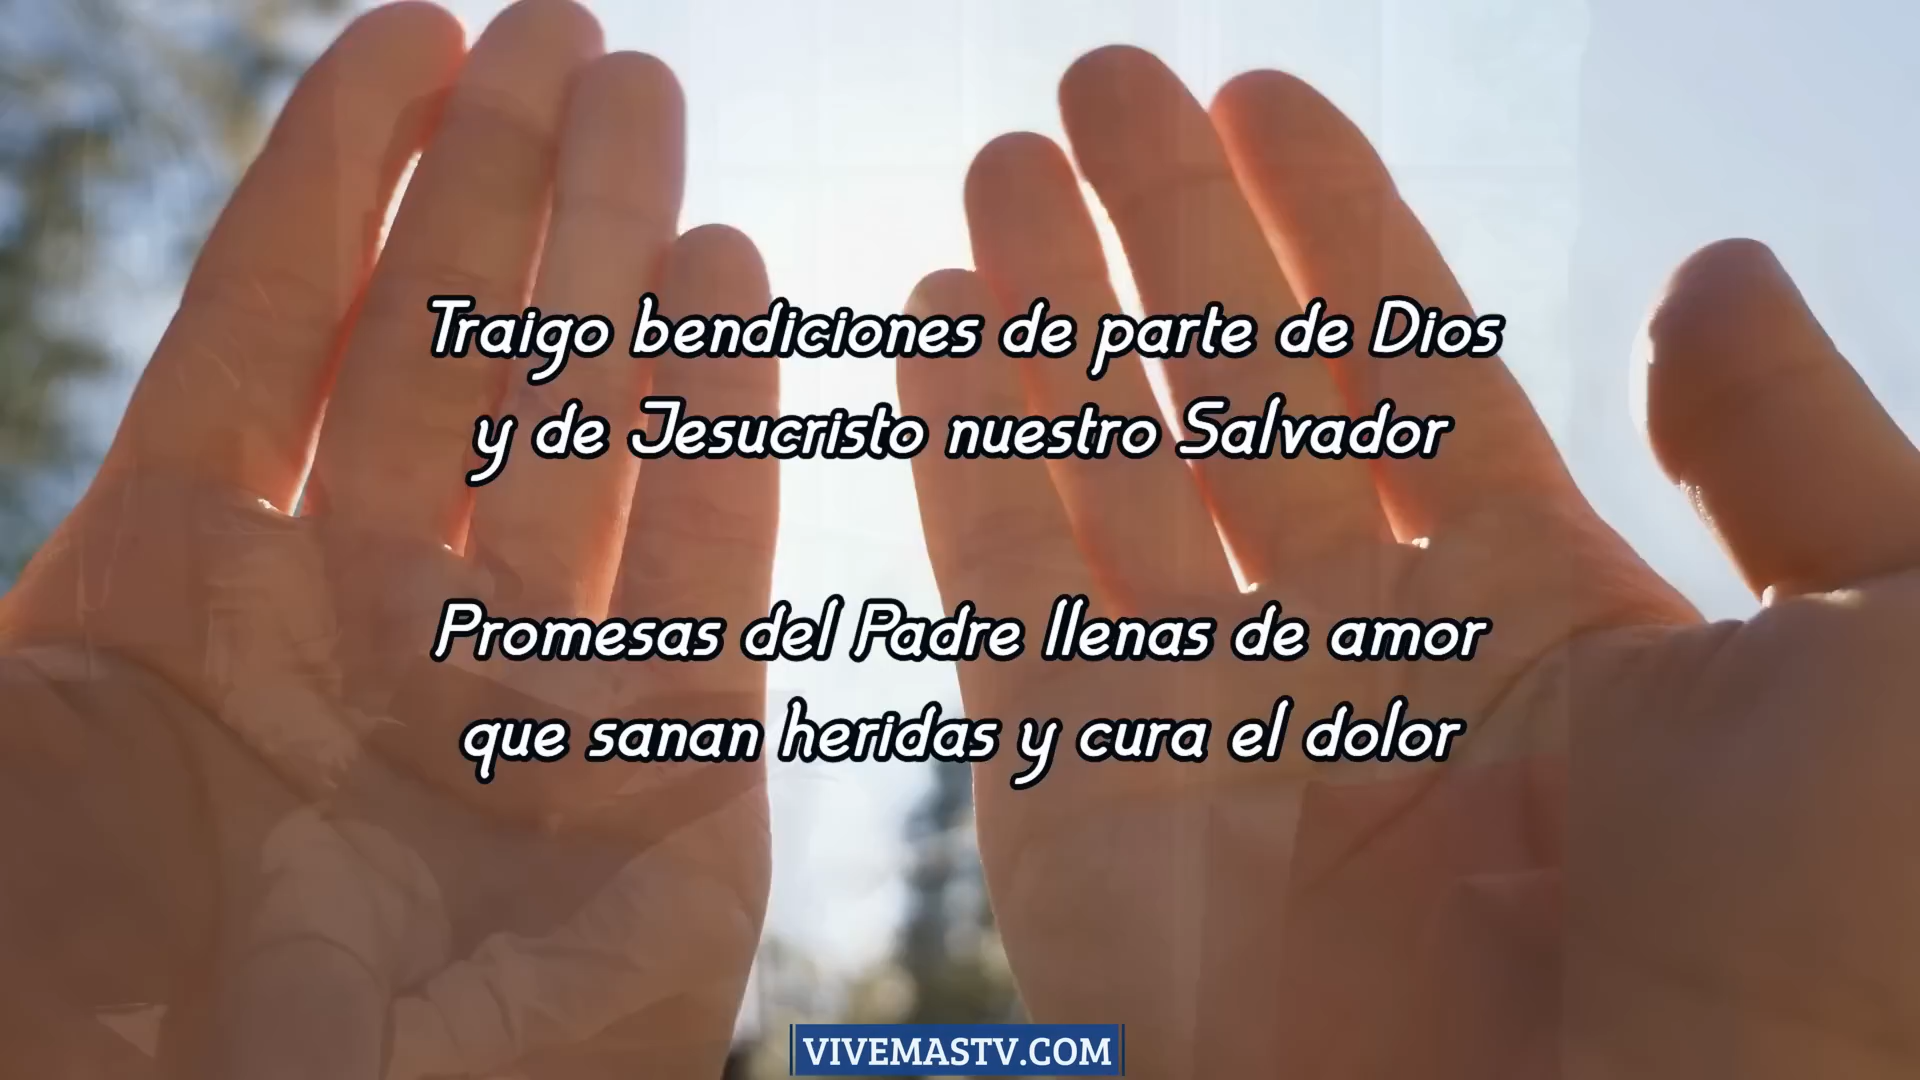 Traigo bendiciones de parte de Dios
y de Jesucristo nuestro Salvador
Promesas del Padre llenas de amor
que sanan heridas y cura el dolor
VIVEMASTV.COM